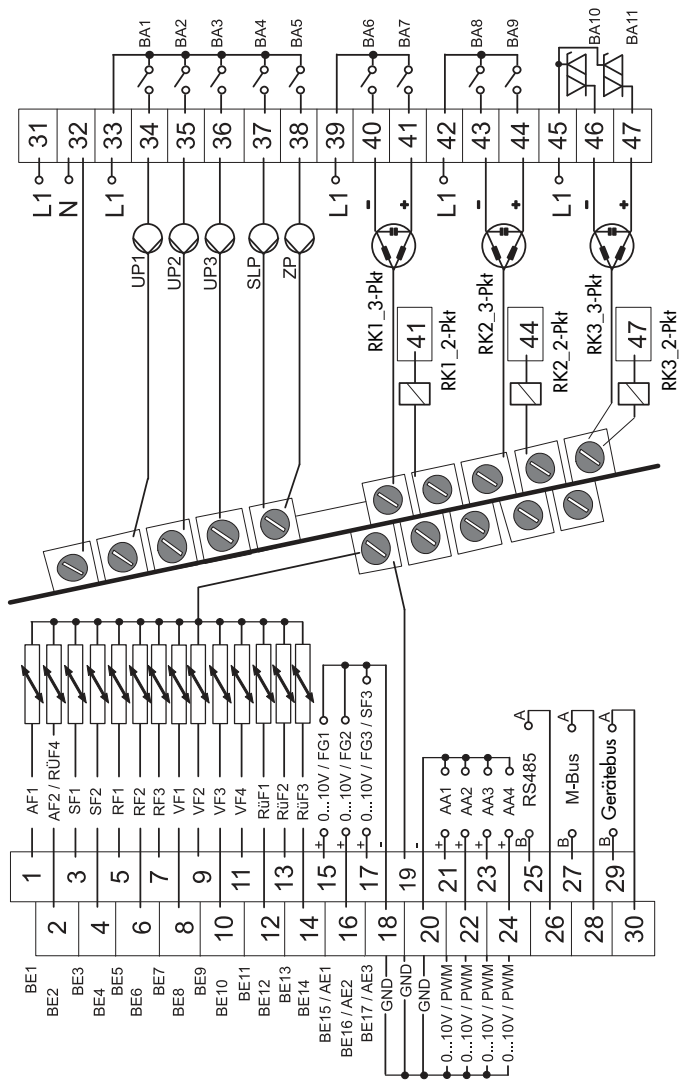 BA1
BA2
BA3
BA4
BA5
BA6
BA7
BA8
BA9
BA10
BA11
31
32
33
34
35
36
37
38
39
40
41
42
43
44
45
46
47
L1
N
L1
L1
-
+
L1
-
+
L1
-
+
UP1
UP2
UP3
SLP
ZP
RK1_3-Pkt
41
RK1_2-Pkt
RK2_3-Pkt
44
RK2_2-Pkt
RK3_3-Pkt
47
RK3_2-Pkt
AF1
AF2 / RÜF4
SF1
SF2
RF1
RF2
RF3
VF1
VF2
VF3
VF4
RüF1
RüF2
RüF3
+ 0...10V / FG1
+ 0...10V / FG2
+ 0...10V / FG3 / SF3
-
-
+ AA1
+ AA2
+ AA3
+ AA4
B RS485 A
B M-Bus A
B Gerätebus A
1
2
3
4
5
6
7
8
9
10
11
12
13
14
15
16
17
18
19
20
21
22
23
24
25
26
27
28
29
30
BE1
BE2
BE3
BE4
BE5
BE6
BE7
BE8
BE9
BE10
BE11
BE12
BE13
BE14
BE15 / AE1
BE16 / AE2
BE17 / AE3
GND
GND
GND
0...10V / PWM
0...10V / PWM
0...10V / PWM
0...10V / PWM